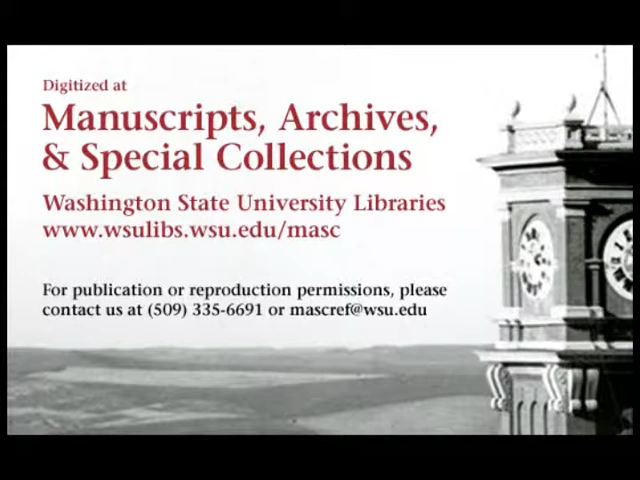 Digitized at
Manuscripts, Archives,
& Special Collections
Washington State University Libraries
www.wsulibs.wsu.edu/masc
For publication or reproduction permissions, please
contact us at (509) 335-6691 or mascref@wsu.edu